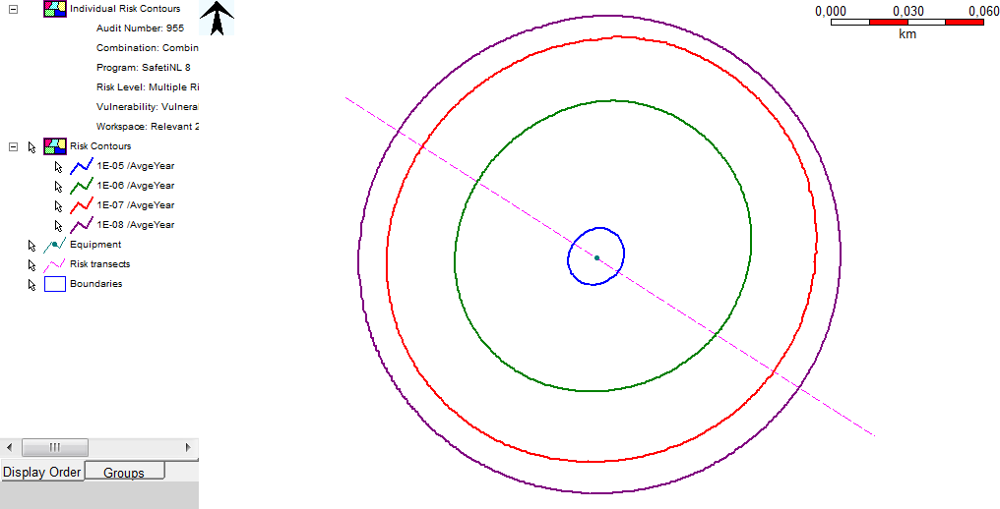 Individual Risk Contours
Audit Number: 955
Combination: Combin
Program: SafetiNL 8
Risk Level: Multiple Ri
Vulnerability: Vulneral
Workspace: Relevant 2
Risk Contours
1E-05 /AvgeYear
1E-06 /AvgeYear
1E-07 /AvgeYear
1E-08 /AvgeYear
Equipment
Risk transects
Boundaries
Display Order
Groups
0,000 0,030 0,060
km